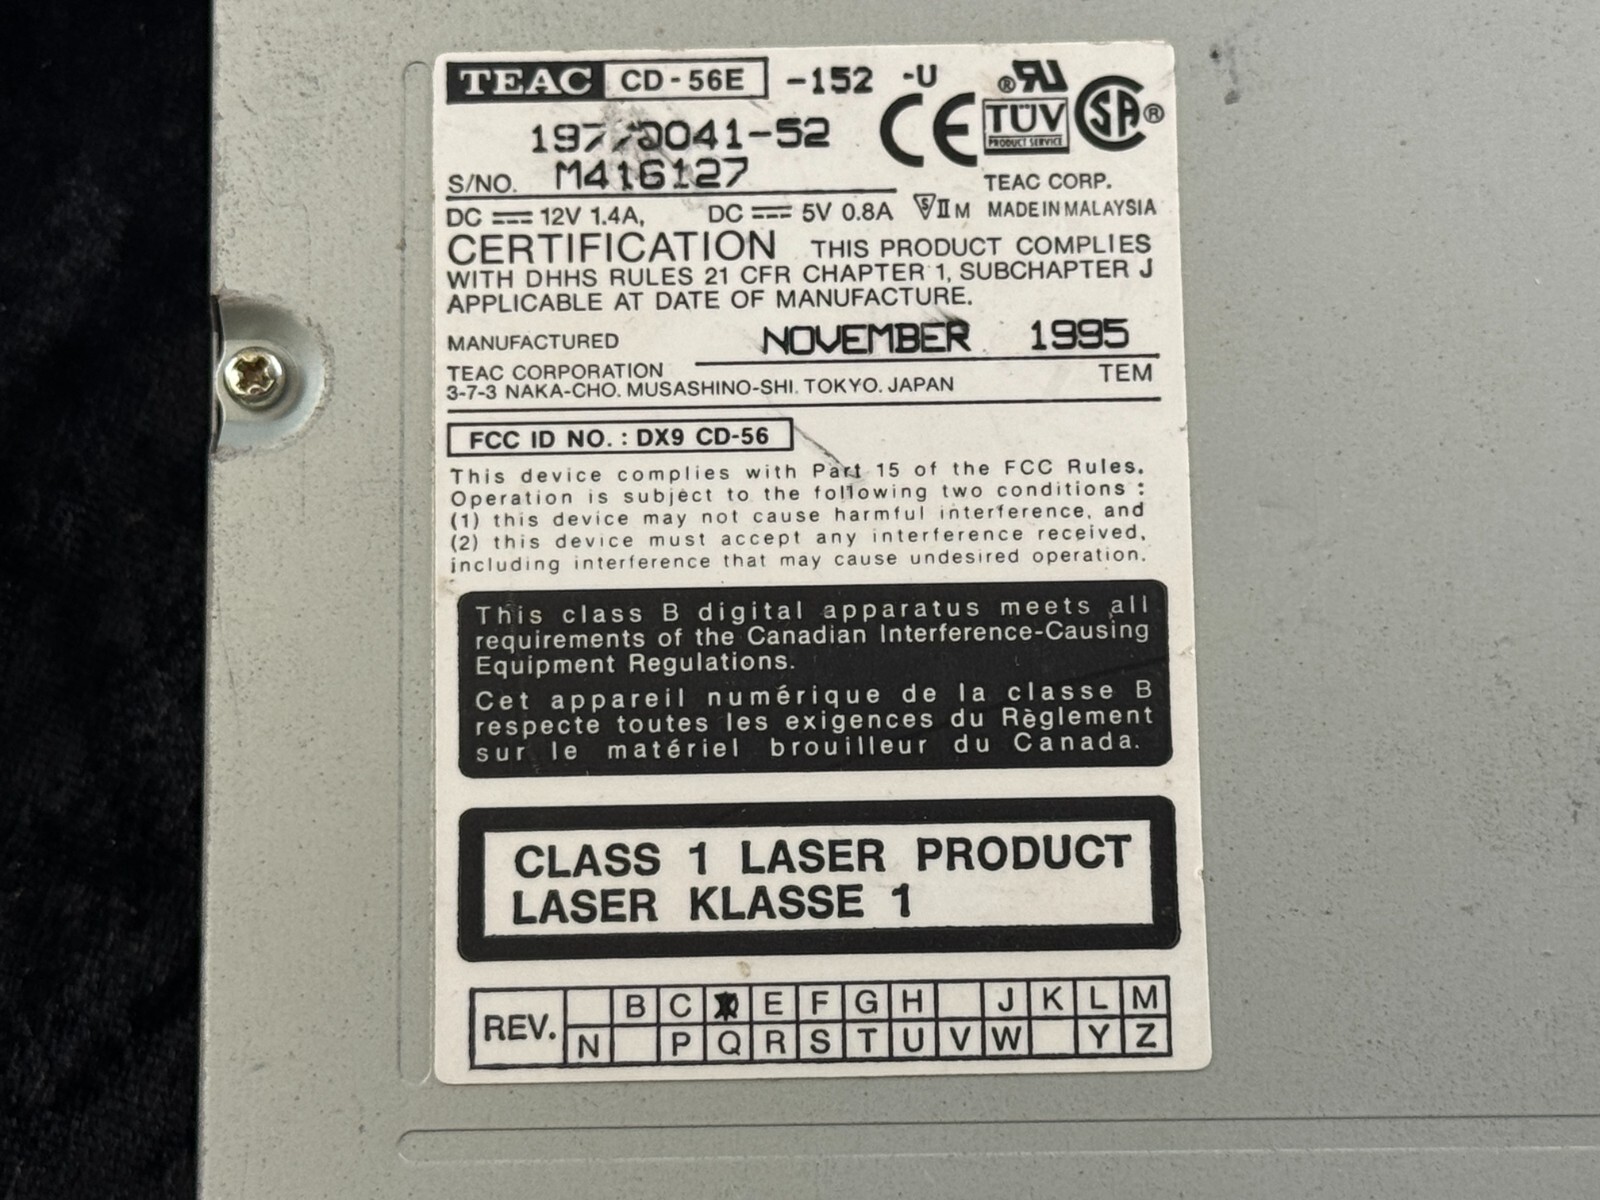 TEAC CD-56E -152 -U
19770041-52
S/NO. M416127
CE TÜV PRODUCT SERVICE SA ®
TEAC CORP.
DC 12V 1.4A, DC 5V 0.8A S II M MADE IN MALAYSIA
CERTIFICATION THIS PRODUCT COMPLIES
WITH DHHS RULES 21 CFR CHAPTER 1, SUBCHAPTER J
APPLICABLE AT DATE OF MANUFACTURE.
MANUFACTURED NOVEMBER 1995
TEAC CORPORATION TEM
3-7-3 NAKA-CHO. MUSASHINO-SHI. TOKYO. JAPAN
FCC ID NO. : DX9 CD-56
This device complies with Part 15 of the FCC Rules.
Operation is subject to the following two conditions :
(1) this device may not cause harmful interference, and
(2) this device must accept any interference received,
including interference that may cause undesired operation.
This class B digital apparatus meets all
requirements of the Canadian Interference-Causing
Equipment Regulations.
Cet appareil numérique de la classe B
respecte toutes les exigences du Règlement
sur le matériel brouilleur du Canada.
CLASS 1 LASER PRODUCT
LASER KLASSE 1
REV. B C E F G H J K L M
N P Q R S T U V W Y Z